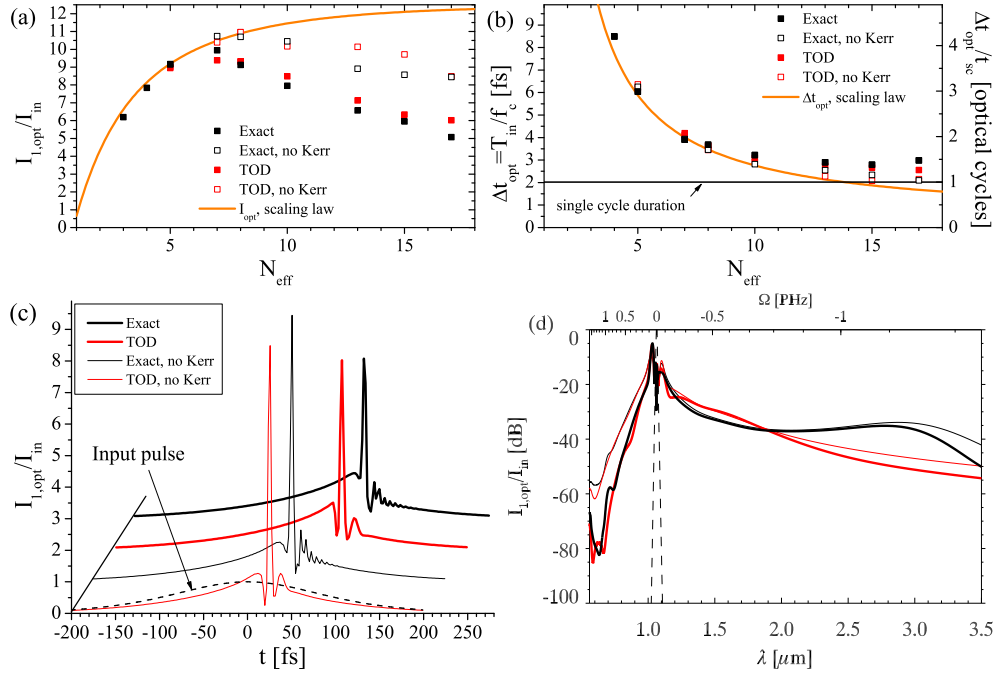 (a)
12
11
10
9
8
7
6
5
4
3
2
1
0
I1,opt/Iin
Exact
Exact, no Kerr
TOD
TOD, no Kerr
Iopt, scaling law
5
10
15
Neff
(b)
9
8
7
6
5
4
3
2
1
0
Δtopt=Tin/fc [fs]
Exact
Exact, no Kerr
TOD
TOD, no Kerr
Δtopt, scaling law
single cycle duration
4
3
2
1
0
Δtopt/tsc [optical cycles]
5
10
15
Neff
(c)
Exact
TOD
Exact, no Kerr
TOD, no Kerr
9
8
7
6
5
4
3
2
1
0
I1,opt/Iin
Input pulse
-200 -150 -100 -50 0 50 100 150 200 250
t [fs]
(d)
Ω [PHz]
1 0.5 0 -0.5 -1
0
-20
-40
-60
-80
-100
I1,opt/Iin [dB]
1.0 1.5 2.0 2.5 3.0 3.5
λ [μm]